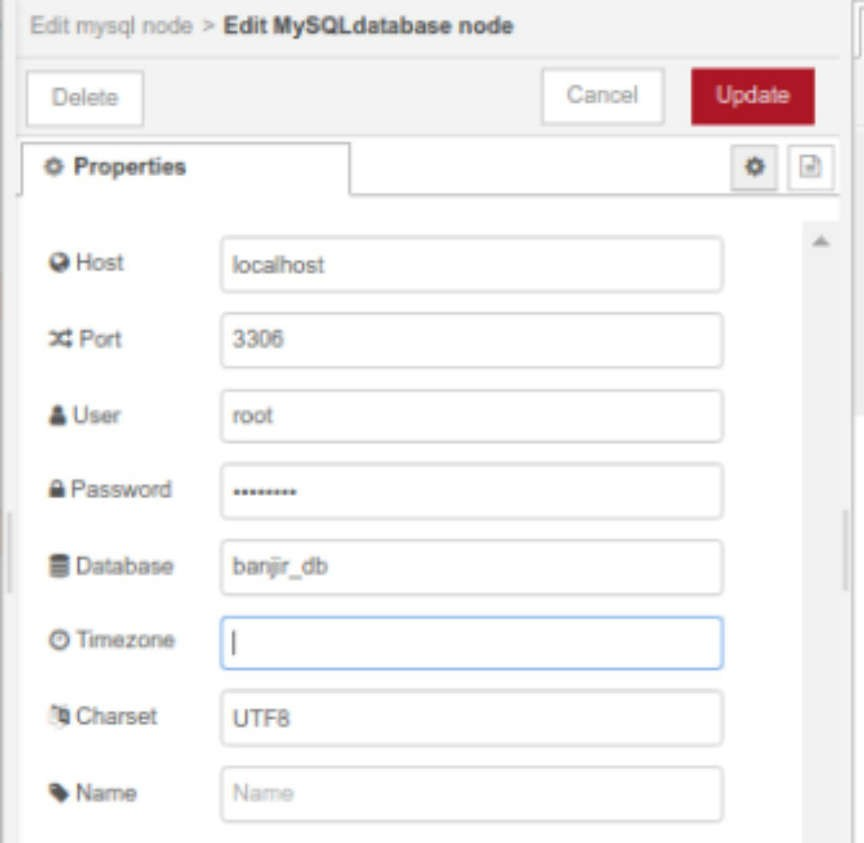 Edit mysql node > Edit MySQLdatabase node
Delete Cancel Update
Properties
Host localhost
Port 3306
User root
Password ••••••••
Database banjir_db
Timezone
Charset UTF8
Name Name